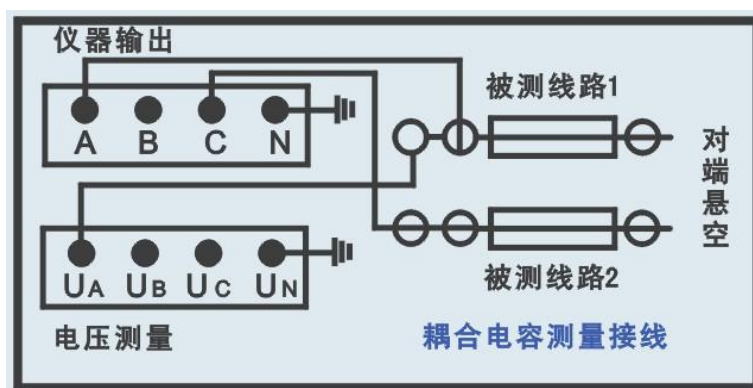 仪器输出
A B C N
被测线路1
对端悬空
UA UB UC UN
被测线路2
电压测量
耦合电容测量接线